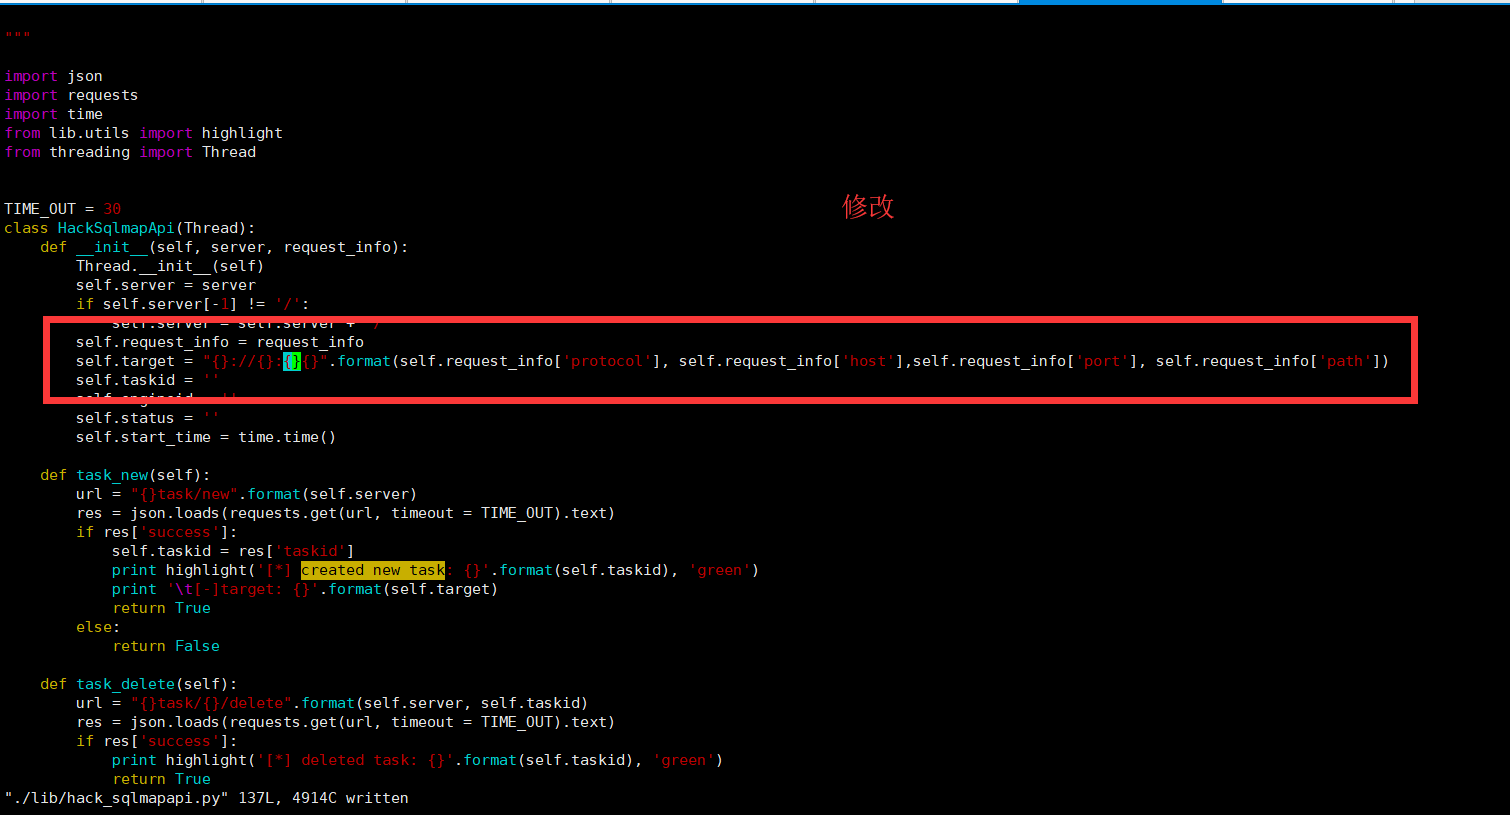 """
import json
import requests
import time
from lib.utils import highlight
from threading import Thread
TIME_OUT = 30
修改
class HackSqlmapApi(Thread):
def __init__(self, server, request_info):
Thread.__init__(self)
self.server = server
if self.server[-1] != '/':
self.server = self.server + '/'
self.request_info = request_info
self.target = "{}://{}:{}{}".format(self.request_info['protocol'], self.request_info['host'],self.request_info['port'], self.request_info['path'])
self.taskid = ''
self.engineid = ''
self.status = ''
self.start_time = time.time()
def task_new(self):
url = "{}task/new".format(self.server)
res = json.loads(requests.get(url, timeout = TIME_OUT).text)
if res['success']:
self.taskid = res['taskid']
print highlight('[*] created new task: {}'.format(self.taskid), 'green')
print '\t[-]target: {}'.format(self.target)
return True
else:
return False
def task_delete(self):
url = "{}task/{}/delete".format(self.server, self.taskid)
res = json.loads(requests.get(url, timeout = TIME_OUT).text)
if res['success']:
print highlight('[*] deleted task: {}'.format(self.taskid), 'green')
return True
"./lib/hack_sqlmapapi.py" 137L, 4914C written